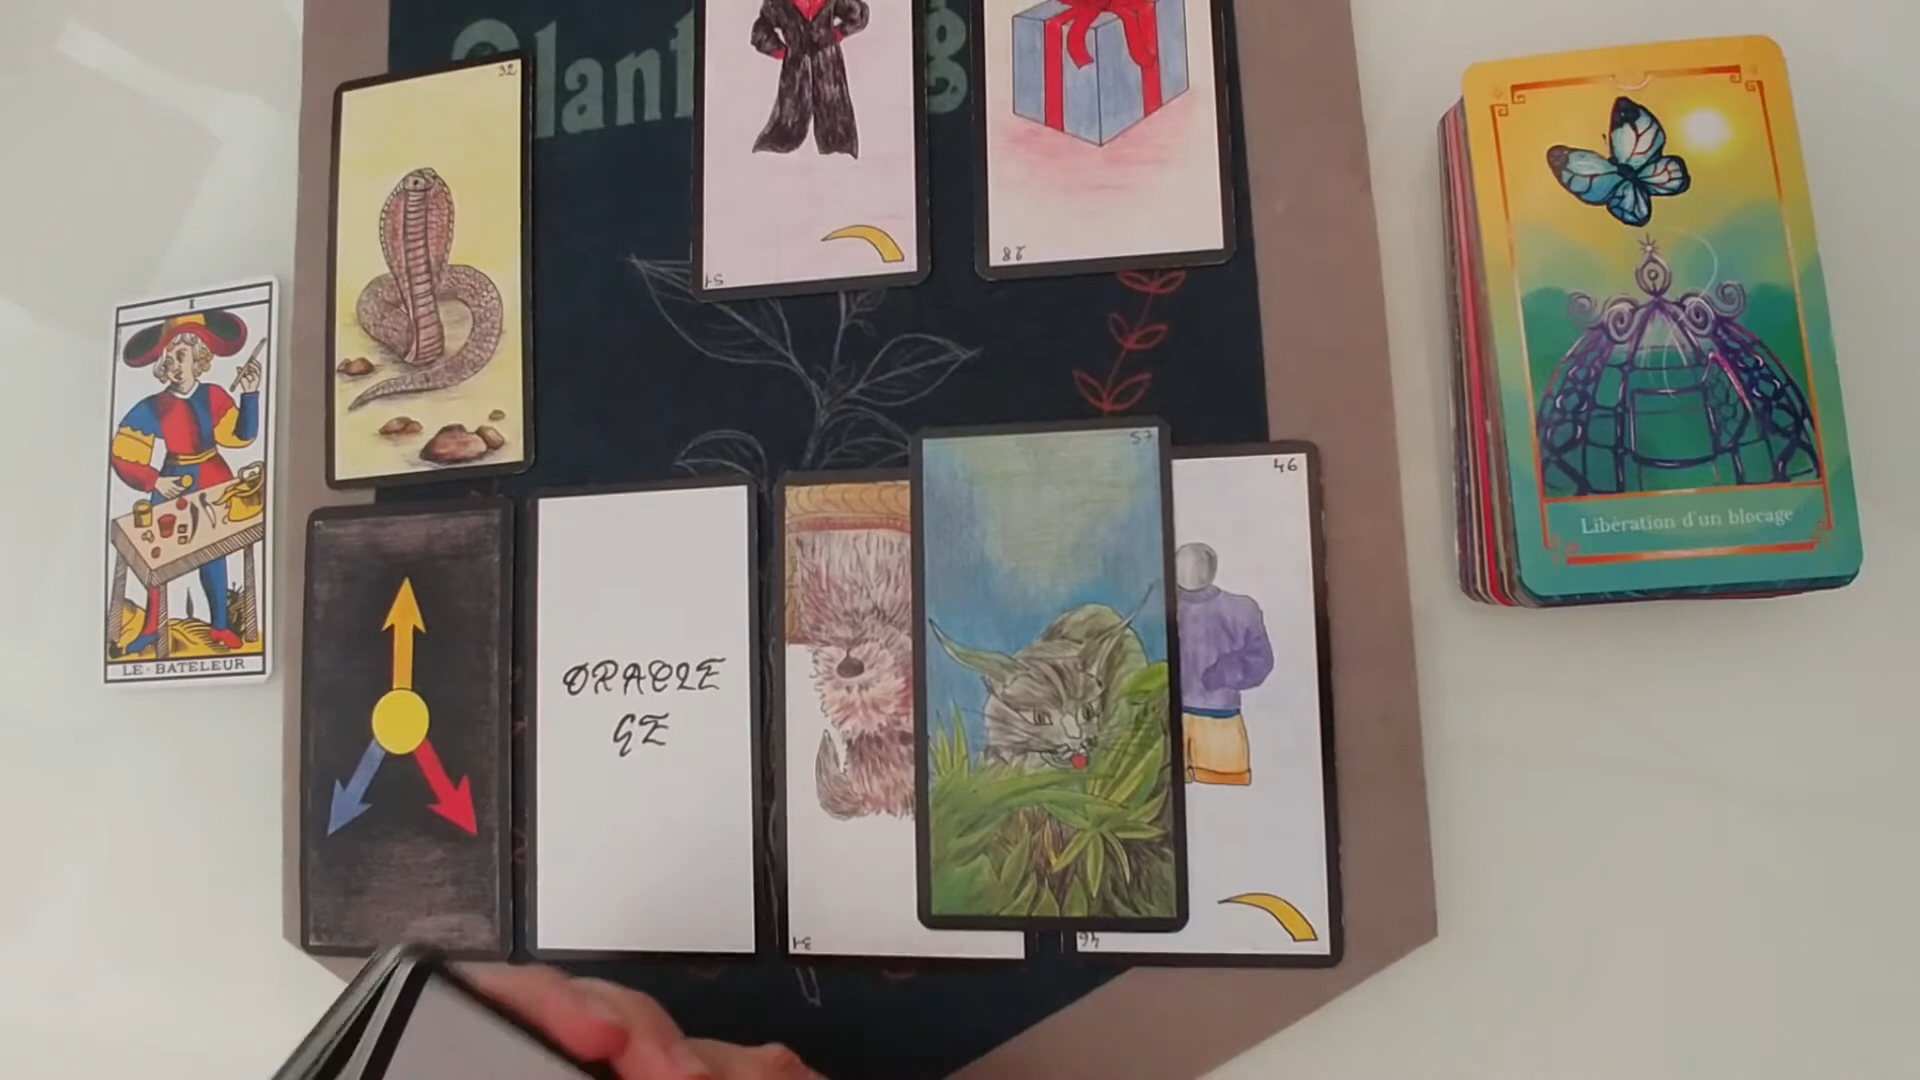 32
51
28
I
LE·BATELEUR
Libération d'un blocage
57
46
ORACLE
GE
31
46